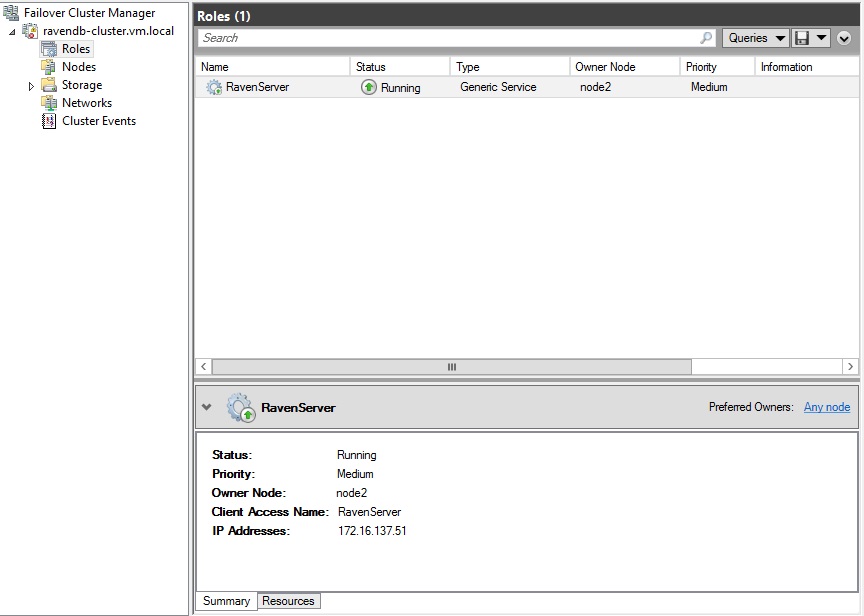 Failover Cluster Manager
ravendb-cluster.vm.local
Roles
Nodes
Storage
Networks
Cluster Events
Roles (1)
Search Queries
Name Status Type Owner Node Priority Information
RavenServer Running Generic Service node2 Medium
RavenServer Preferred Owners: Any node
Status: Running
Priority: Medium
Owner Node: node2
Client Access Name: RavenServer
IP Addresses: 172.16.137.51
Summary Resources